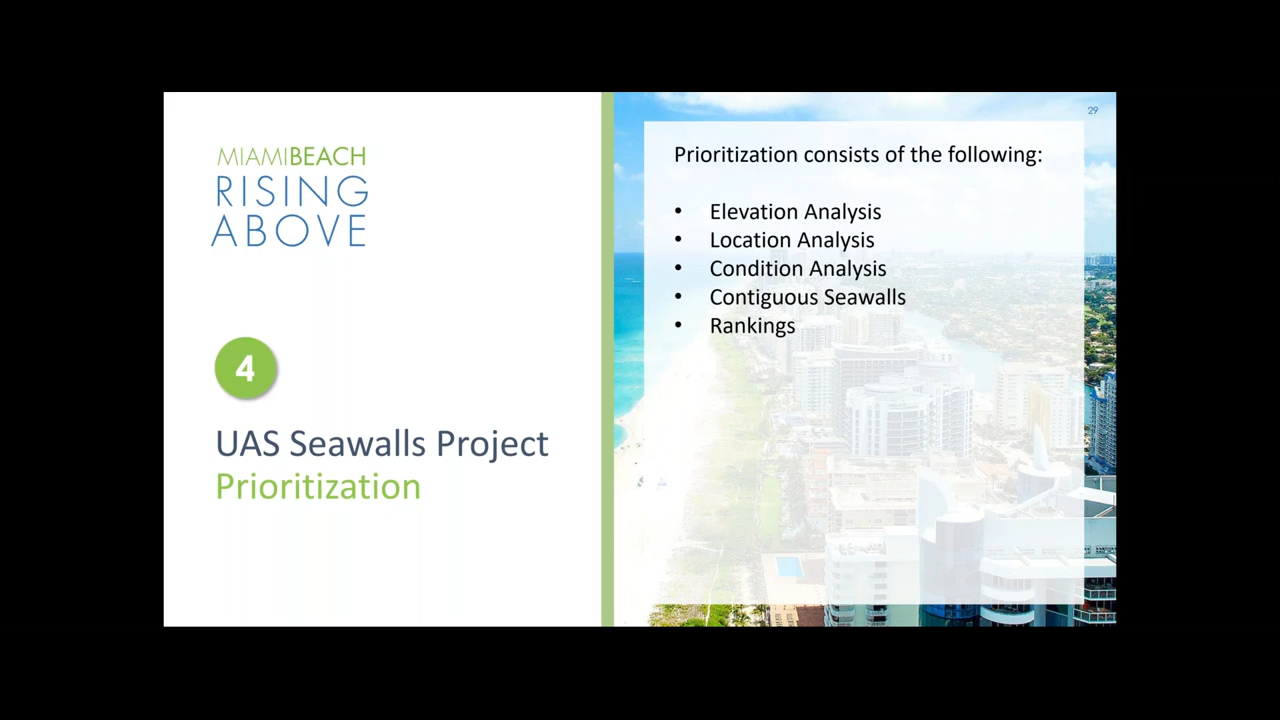 MIAMIBEACH
RISING
ABOVE
4
UAS Seawalls Project
Prioritization
29
Prioritization consists of the following:
• Elevation Analysis
• Location Analysis
• Condition Analysis
• Contiguous Seawalls
• Rankings